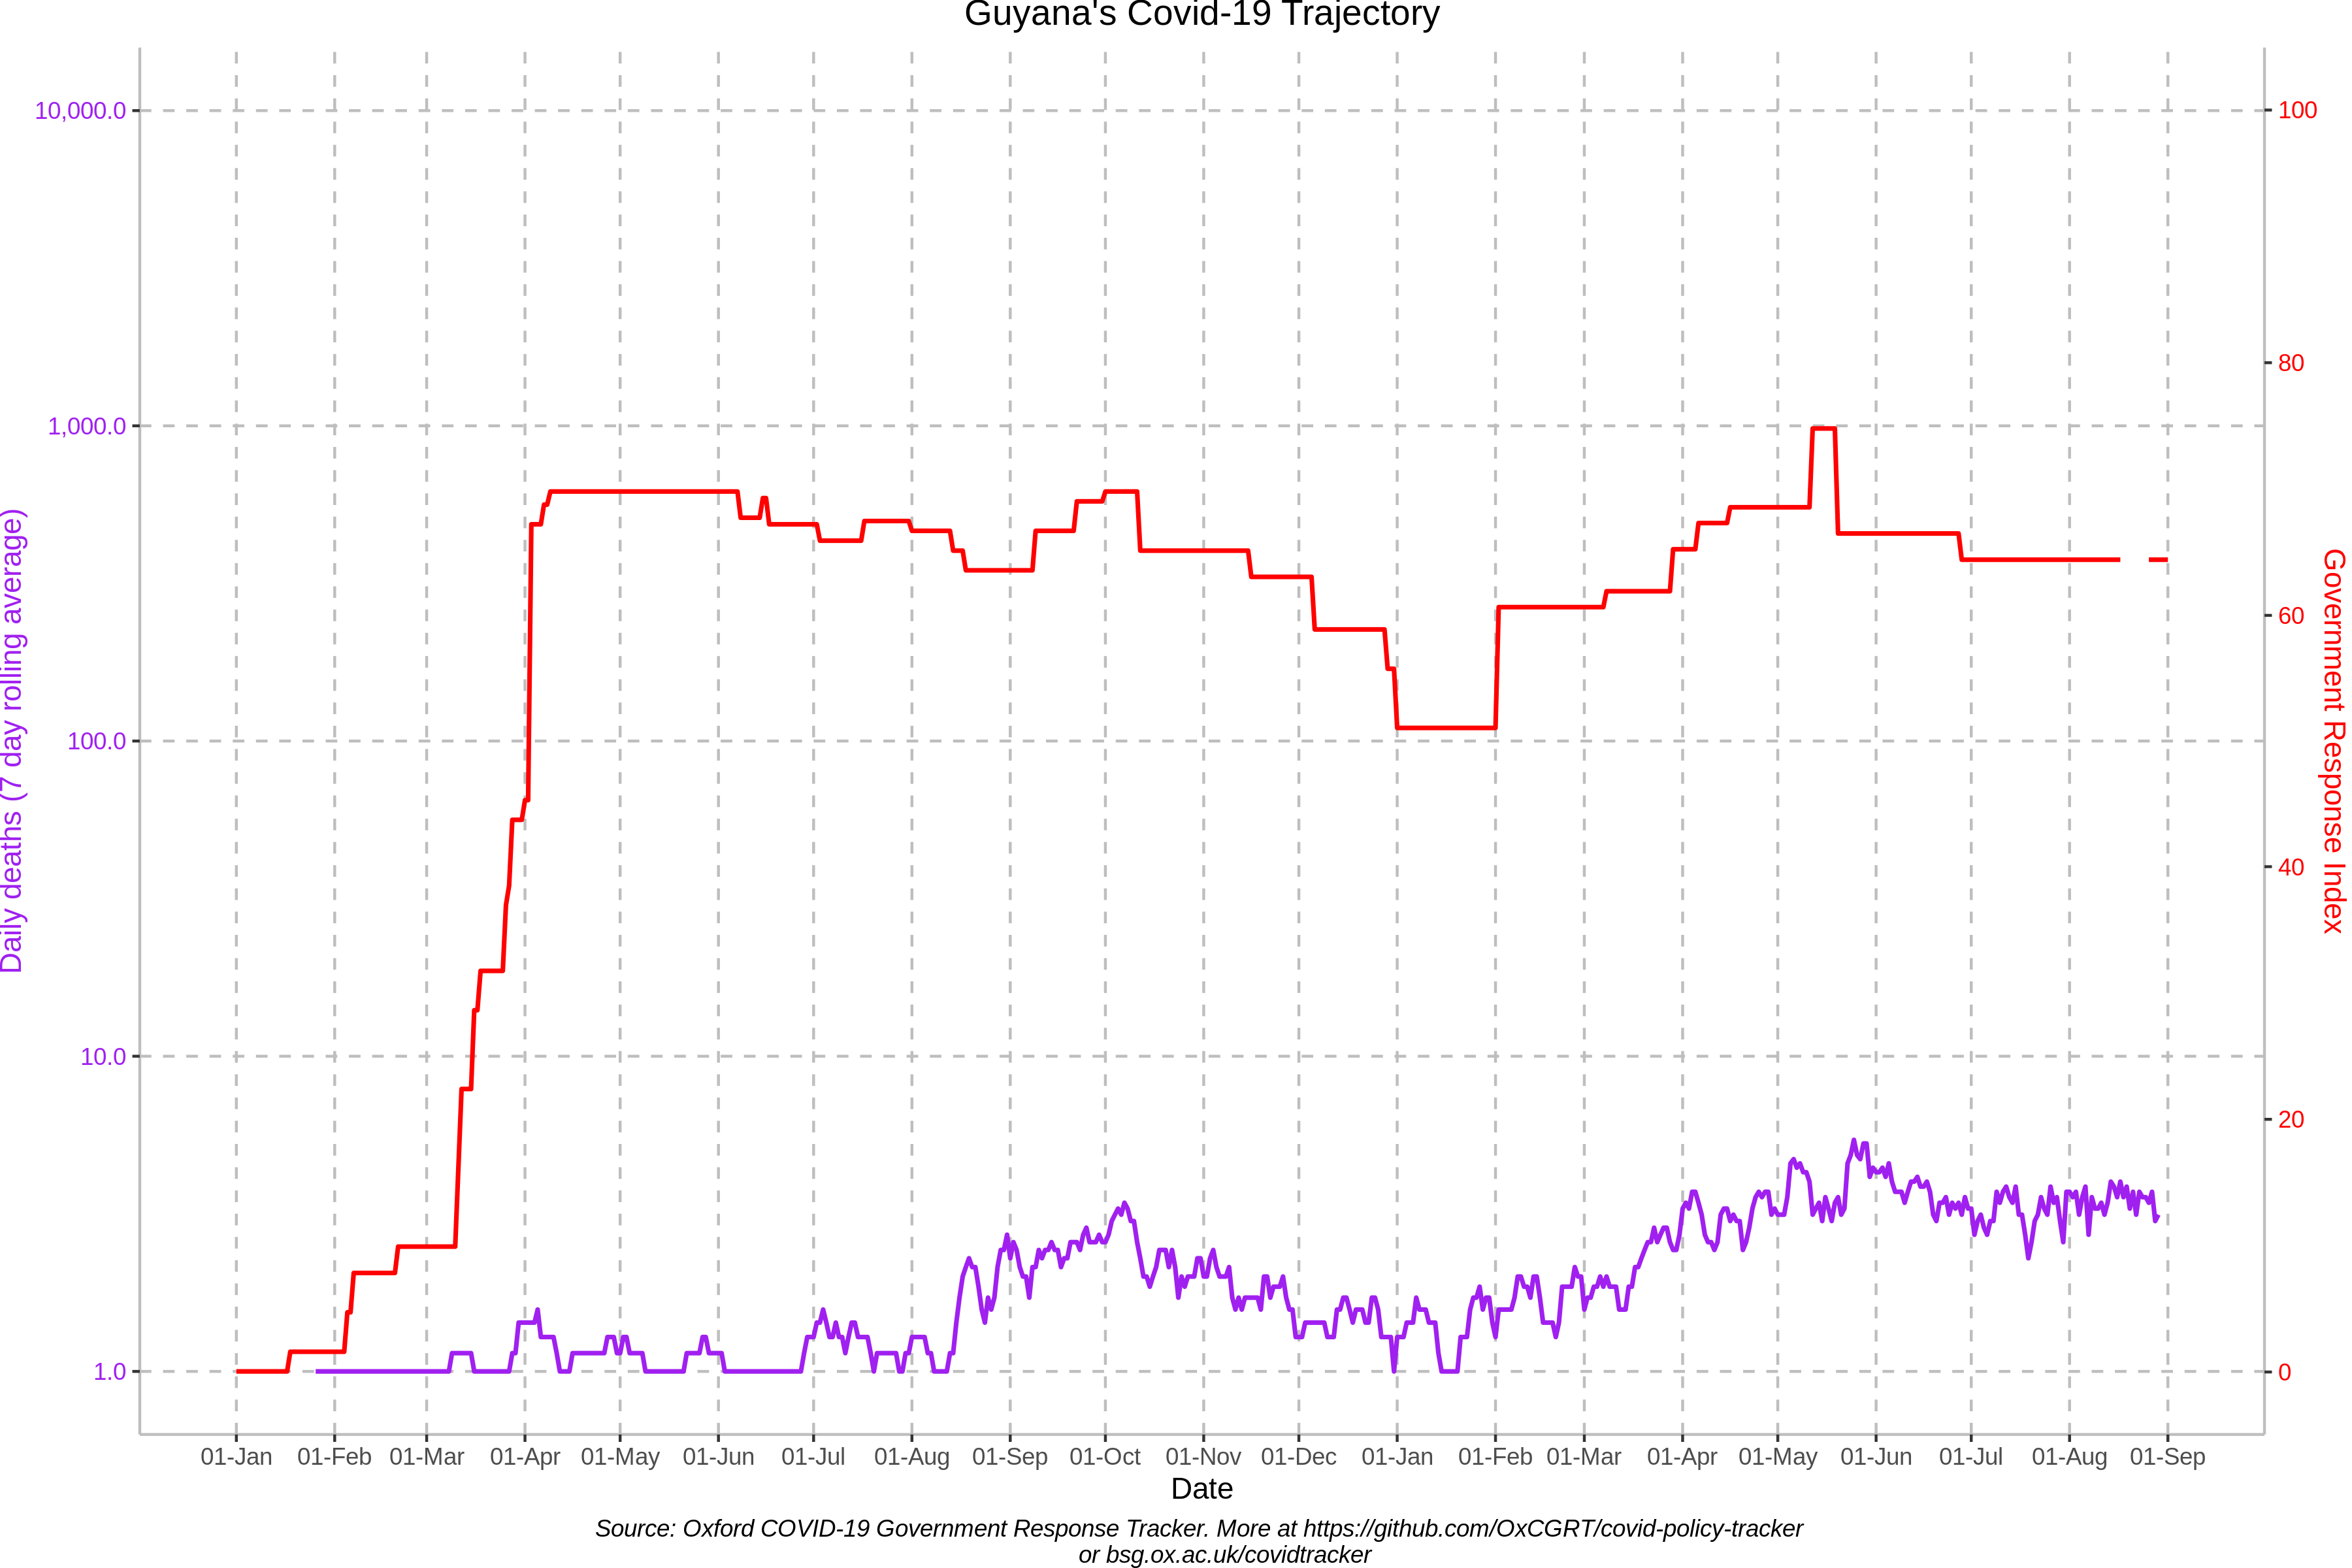 Guyana's Covid-19 Trajectory
10,000.0
1,000.0
100.0
10.0
1.0
Daily deaths (7 day rolling average)
100
80
60
40
20
0
Government Response Index
01-Jan 01-Feb 01-Mar 01-Apr 01-May 01-Jun 01-Jul 01-Aug 01-Sep 01-Oct 01-Nov 01-Dec 01-Jan 01-Feb 01-Mar 01-Apr 01-May 01-Jun 01-Jul 01-Aug 01-Sep
Date
Source: Oxford COVID-19 Government Response Tracker. More at https://github.com/OxCGRT/covid-policy-tracker
or bsg.ox.ac.uk/covidtracker